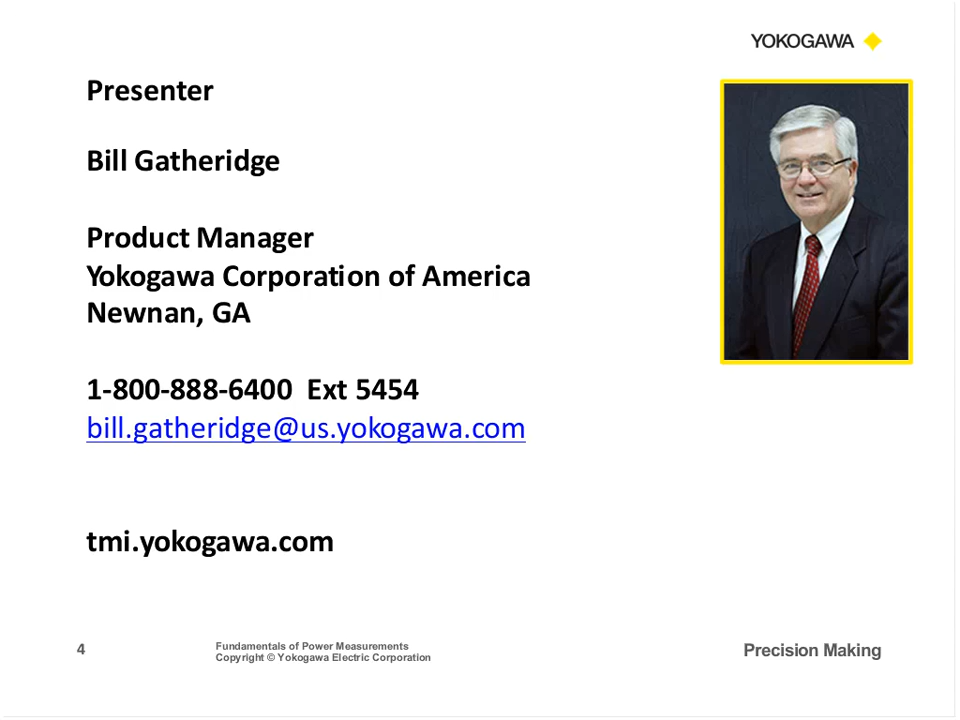 YOKOGAWA
Presenter
Bill Gatheridge
Product Manager
Yokogawa Corporation of America
Newnan, GA
1-800-888-6400  Ext 5454
bill.gatheridge@us.yokogawa.com
tmi.yokogawa.com
4
Fundamentals of Power Measurements
Copyright © Yokogawa Electric Corporation
Precision Making